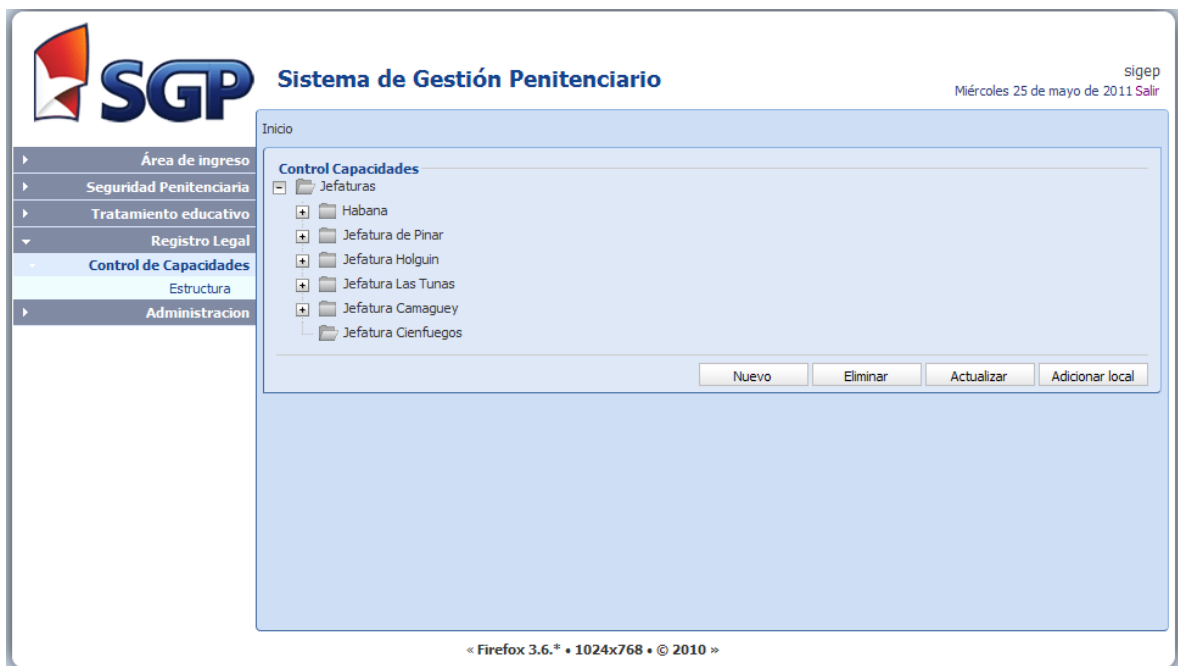 SGP
Sistema de Gestión Penitenciario
sigep
Miércoles 25 de mayo de 2011 Salir
Inicio
Área de ingreso
Seguridad Penitenciaria
Tratamiento educativo
Registro Legal
Control de Capacidades
Estructura
Administracion
Control Capacidades
Jefaturas
Habana
Jefatura de Pinar
Jefatura Holguin
Jefatura Las Tunas
Jefatura Camaguey
Jefatura Cienfuegos
Nuevo
Eliminar
Actualizar
Adicionar local
« Firefox 3.6.* • 1024x768 • © 2010 »